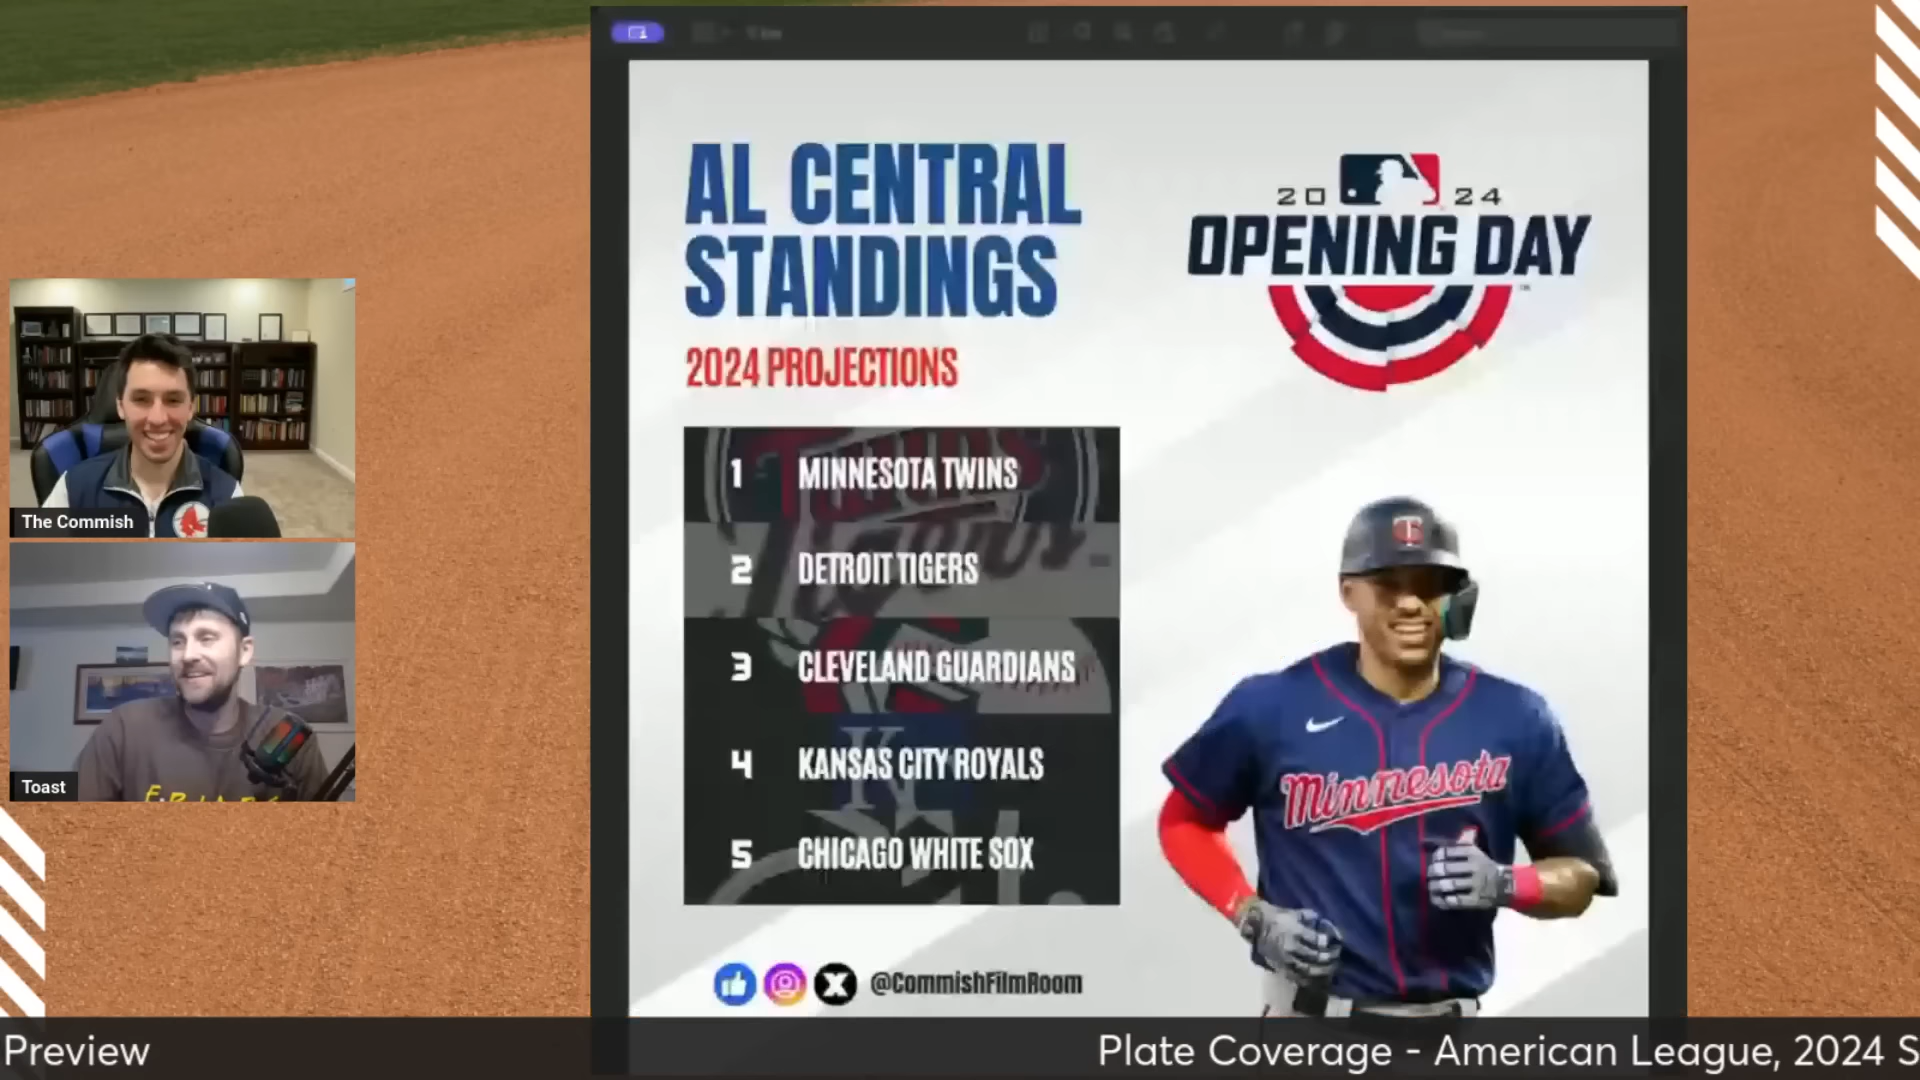 AL CENTRAL
STANDINGS
2024 PROJECTIONS
20 24
OPENING DAY
1 MINNESOTA TWINS
2 DETROIT TIGERS
3 CLEVELAND GUARDIANS
4 KANSAS CITY ROYALS
5 CHICAGO WHITE SOX
@CommishFilmRoom
Minnesota
The Commish
Toast
Preview
Plate Coverage - American League, 2024 S